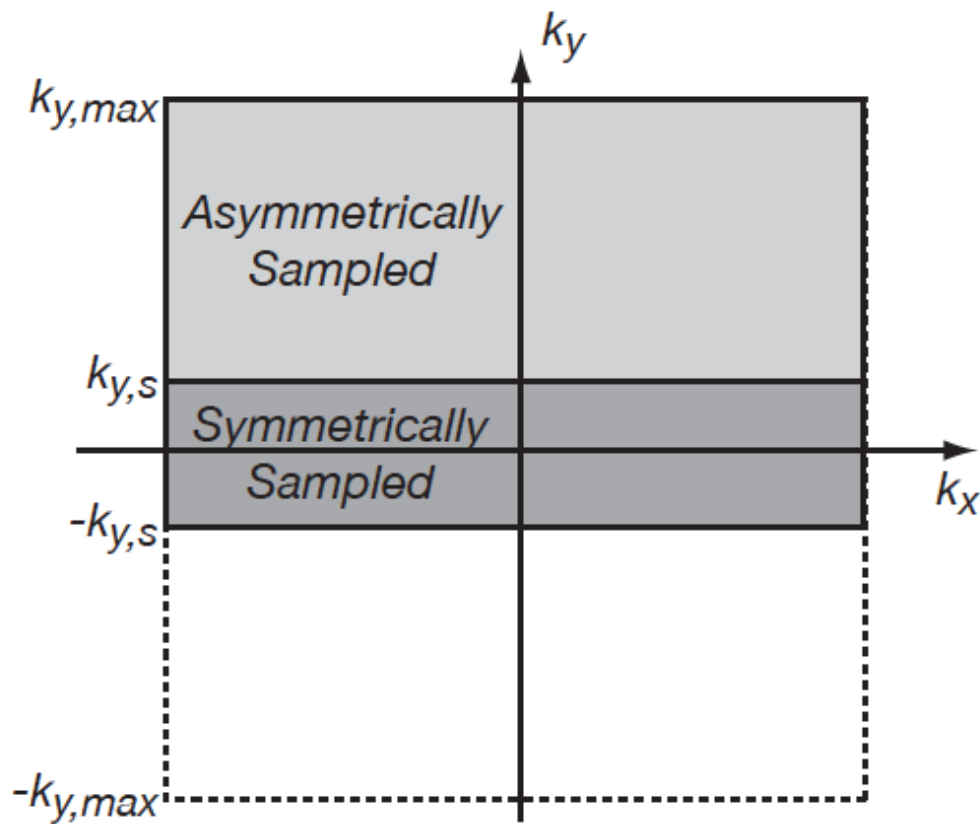 k_y
k_y,max
Asymmetrically
Sampled
k_y,s
Symmetrically
Sampled
k_x
-k_y,s
-k_y,max